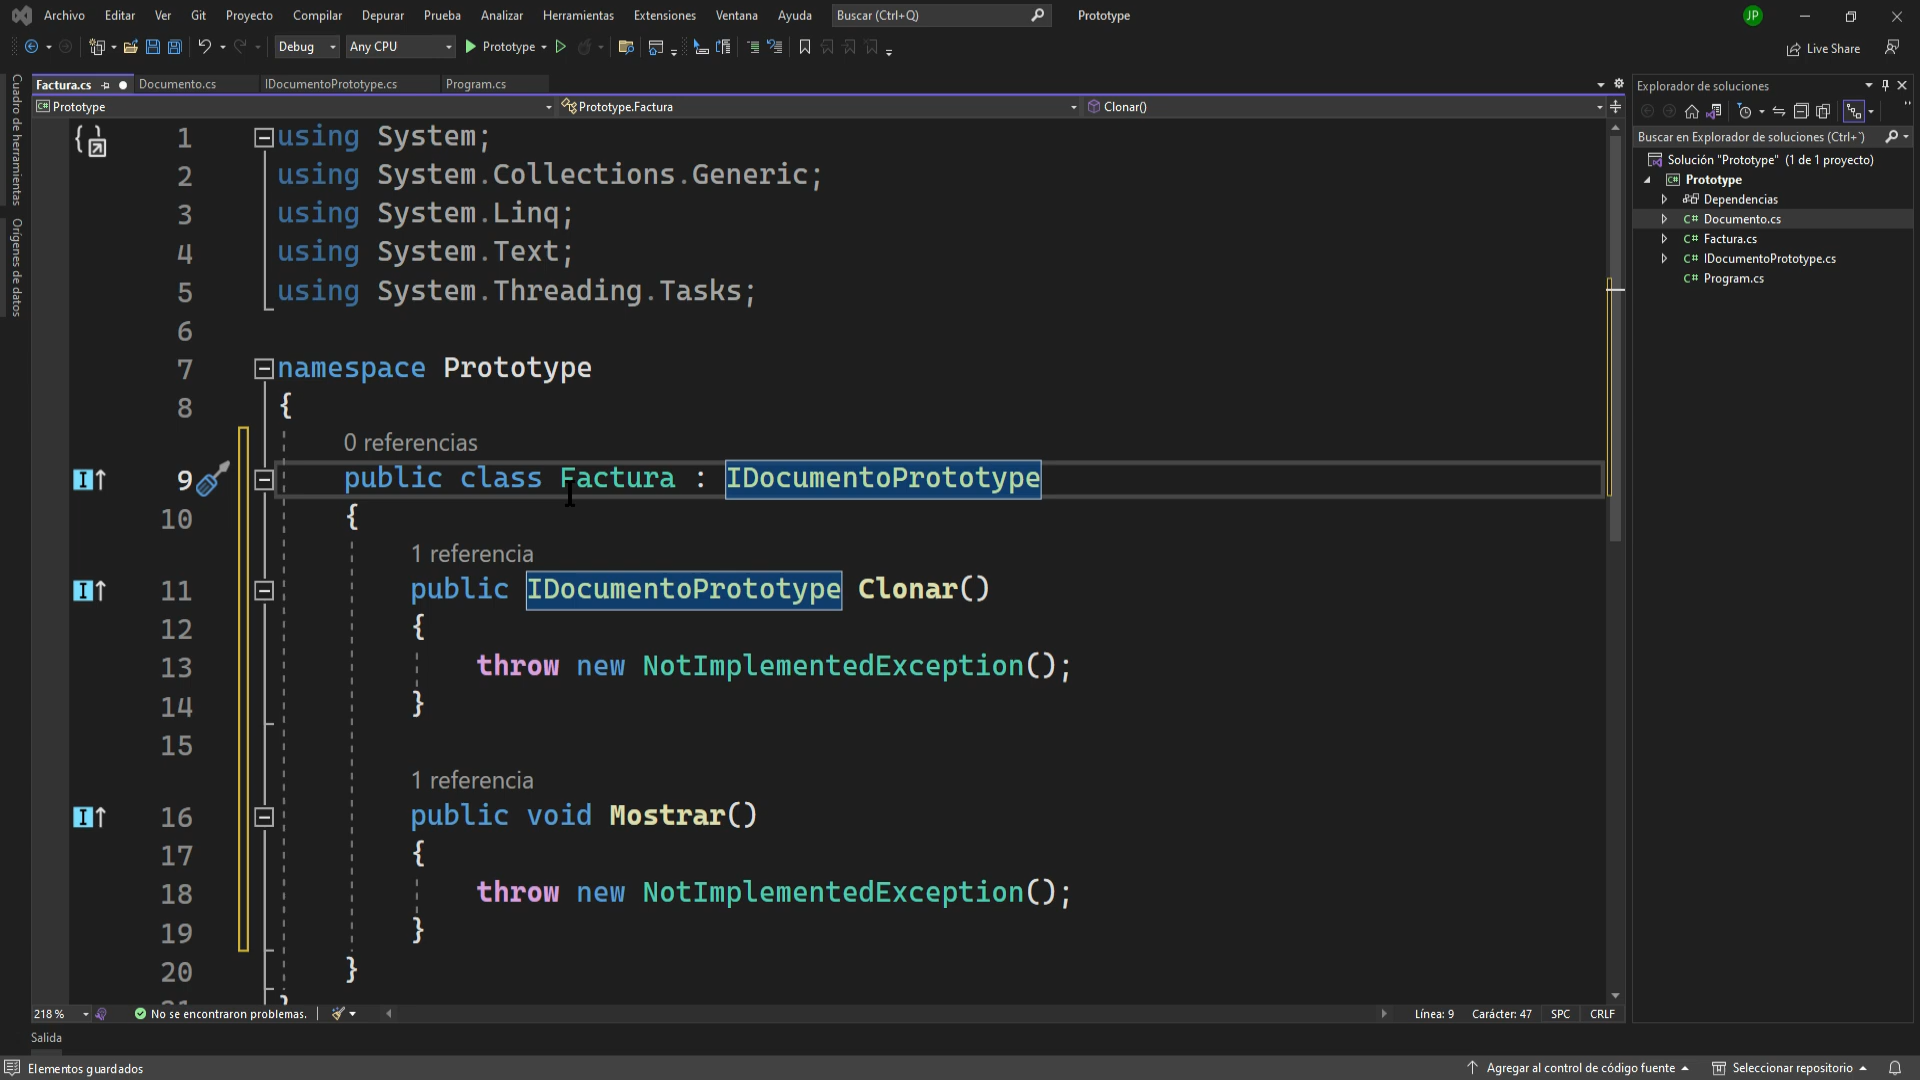 Archivo Editar Ver Git Proyecto Compilar Depurar Prueba Analizar Herramientas Extensiones Ventana Ayuda Buscar (Ctrl+Q) Prototype JP
Debug Any CPU Prototype Live Share
Cuadro de herramientas
Orígenes de datos
Factura.cs Documento.cs IDocumentoPrototype.cs Program.cs
Prototype Prototype.Factura Clonar()
1 using System;
2 using System.Collections.Generic;
3 using System.Linq;
4 using System.Text;
5 using System.Threading.Tasks;
6
7 namespace Prototype
8 {
0 referencias
9 public class Factura : IDocumentoPrototype
10 {
1 referencia
11 public IDocumentoPrototype Clonar()
12 {
13 throw new NotImplementedException();
14 }
15
1 referencia
16 public void Mostrar()
17 {
18 throw new NotImplementedException();
19 }
20 }
218 % No se encontraron problemas. Línea: 9 Carácter: 47 SPC CRLF
Explorador de soluciones
Buscar en Explorador de soluciones (Ctrl+`)
Solución "Prototype" (1 de 1 proyecto)
C# Prototype
Dependencias
C# Documento.cs
C# Factura.cs
C# IDocumentoPrototype.cs
C# Program.cs
Salida
Elementos guardados Agregar al control de código fuente Seleccionar repositorio